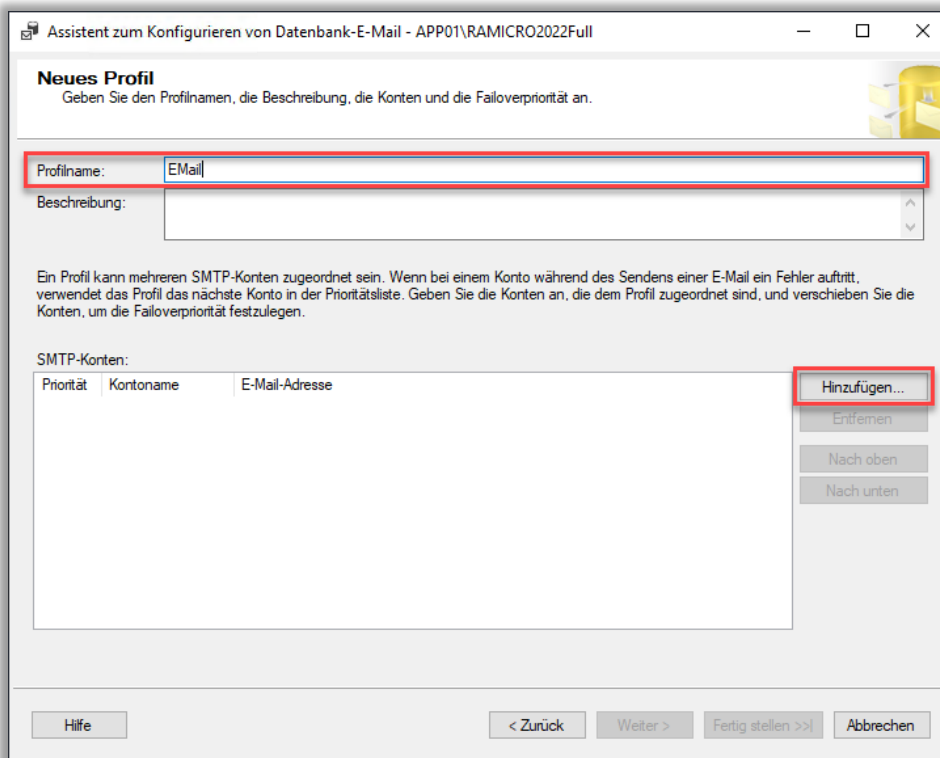 Assistent zum Konfigurieren von Datenbank-E-Mail - APP01\RAMICRO2022Full
Neues Profil
Geben Sie den Profilnamen, die Beschreibung, die Konten und die Failoverpriorität an.
Profilname: EMail
Beschreibung:
Ein Profil kann mehreren SMTP-Konten zugeordnet sein. Wenn bei einem Konto während des Sendens einer E-Mail ein Fehler auftritt,
verwendet das Profil das nächste Konto in der Prioritätsliste. Geben Sie die Konten an, die dem Profil zugeordnet sind, und verschieben Sie die
Konten, um die Failoverpriorität festzulegen.
SMTP-Konten:
Priorität Kontoname E-Mail-Adresse
Hinzufügen...
Entfernen
Nach oben
Nach unten
Hilfe < Zurück Weiter > Fertig stellen >>| Abbrechen